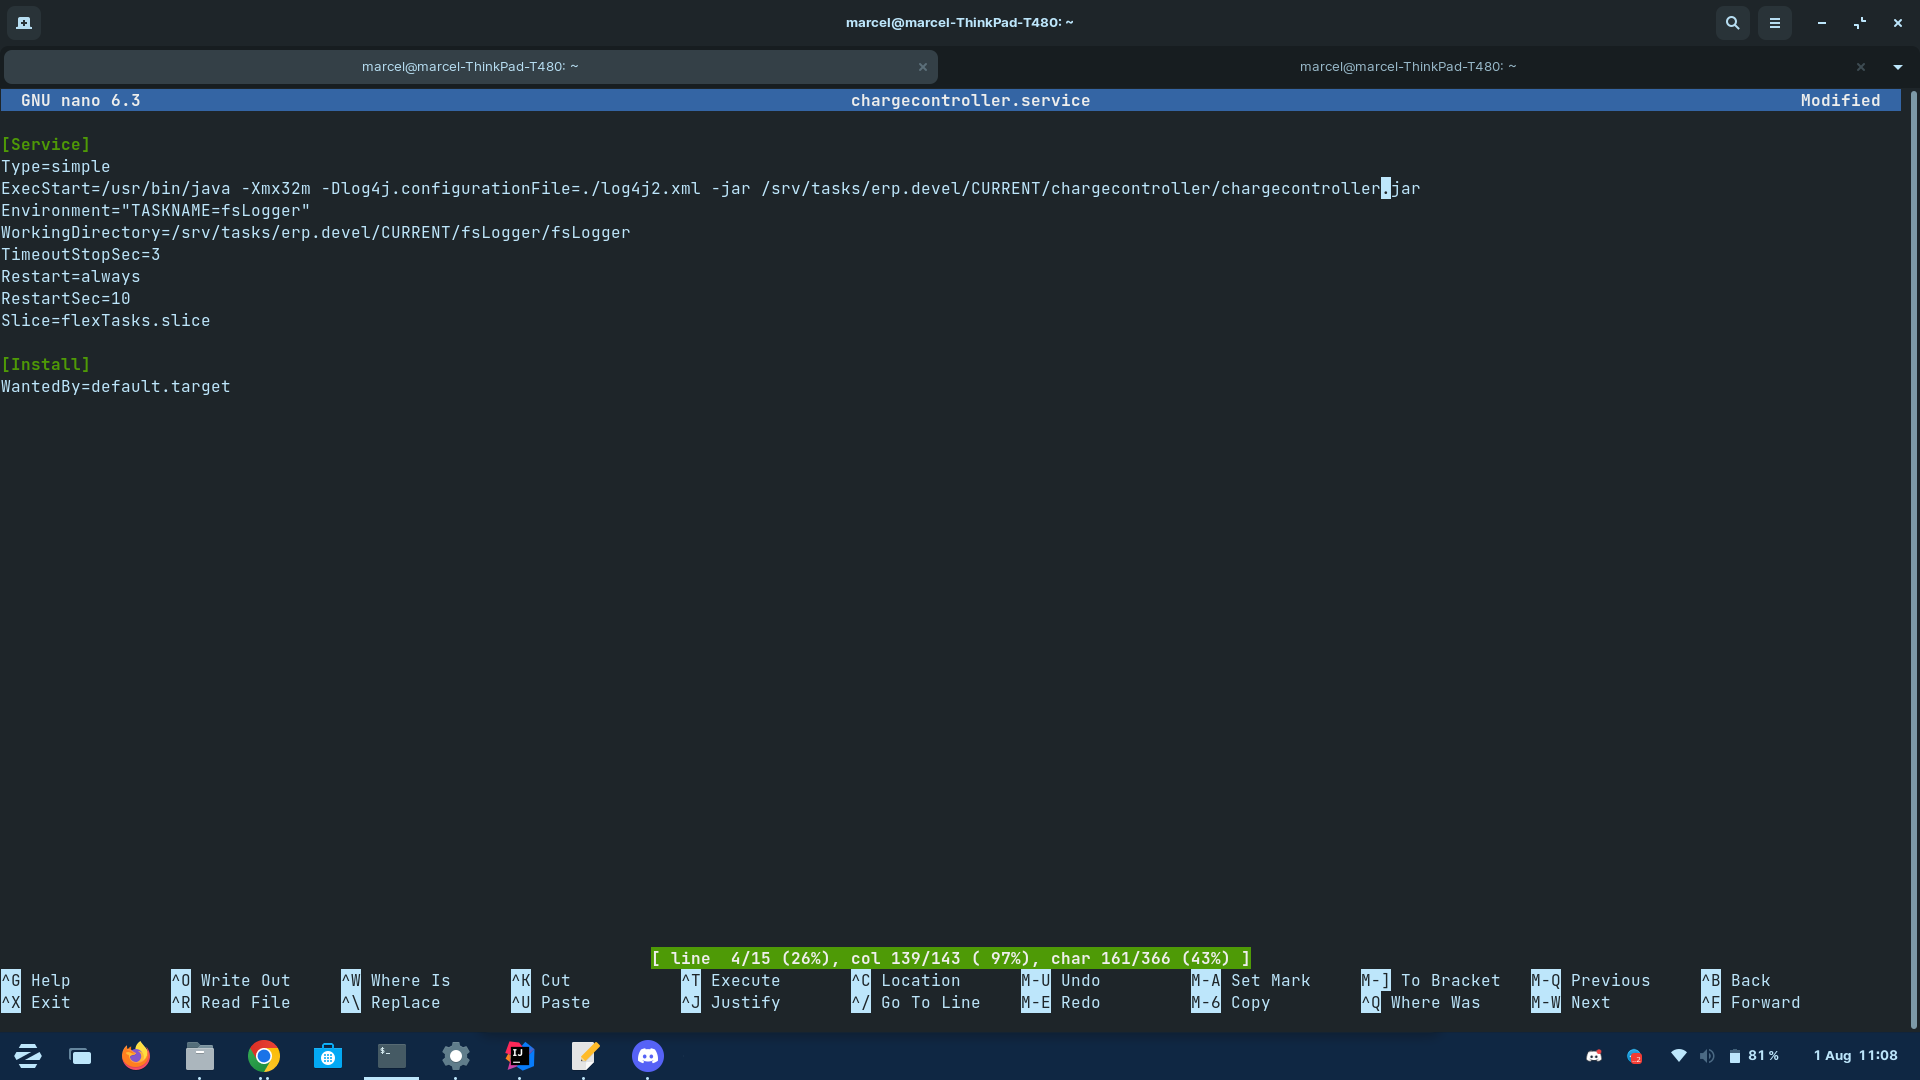 marcel@marcel-ThinkPad-T480: ~
marcel@marcel-ThinkPad-T480: ~
marcel@marcel-ThinkPad-T480: ~
GNU nano 6.3 chargecontroller.service Modified
[Service]
Type=simple
ExecStart=/usr/bin/java -Xmx32m -Dlog4j.configurationFile=./log4j2.xml -jar /srv/tasks/erp.devel/CURRENT/chargecontroller/chargecontroller.jar
Environment="TASKNAME=fsLogger"
WorkingDirectory=/srv/tasks/erp.devel/CURRENT/fsLogger/fsLogger
TimeoutStopSec=3
Restart=always
RestartSec=10
Slice=flexTasks.slice
[Install]
WantedBy=default.target
[ line  4/15 (26%), col 139/143 ( 97%), char 161/366 (43%) ]
^G Help ^O Write Out ^W Where Is ^K Cut ^T Execute ^C Location M-U Undo M-A Set Mark M-] To Bracket M-Q Previous ^B Back
^X Exit ^R Read File ^\ Replace ^U Paste ^J Justify ^/ Go To Line M-E Redo M-6 Copy ^Q Where Was M-W Next ^F Forward
$- IJ 81 % 1 Aug 11:08